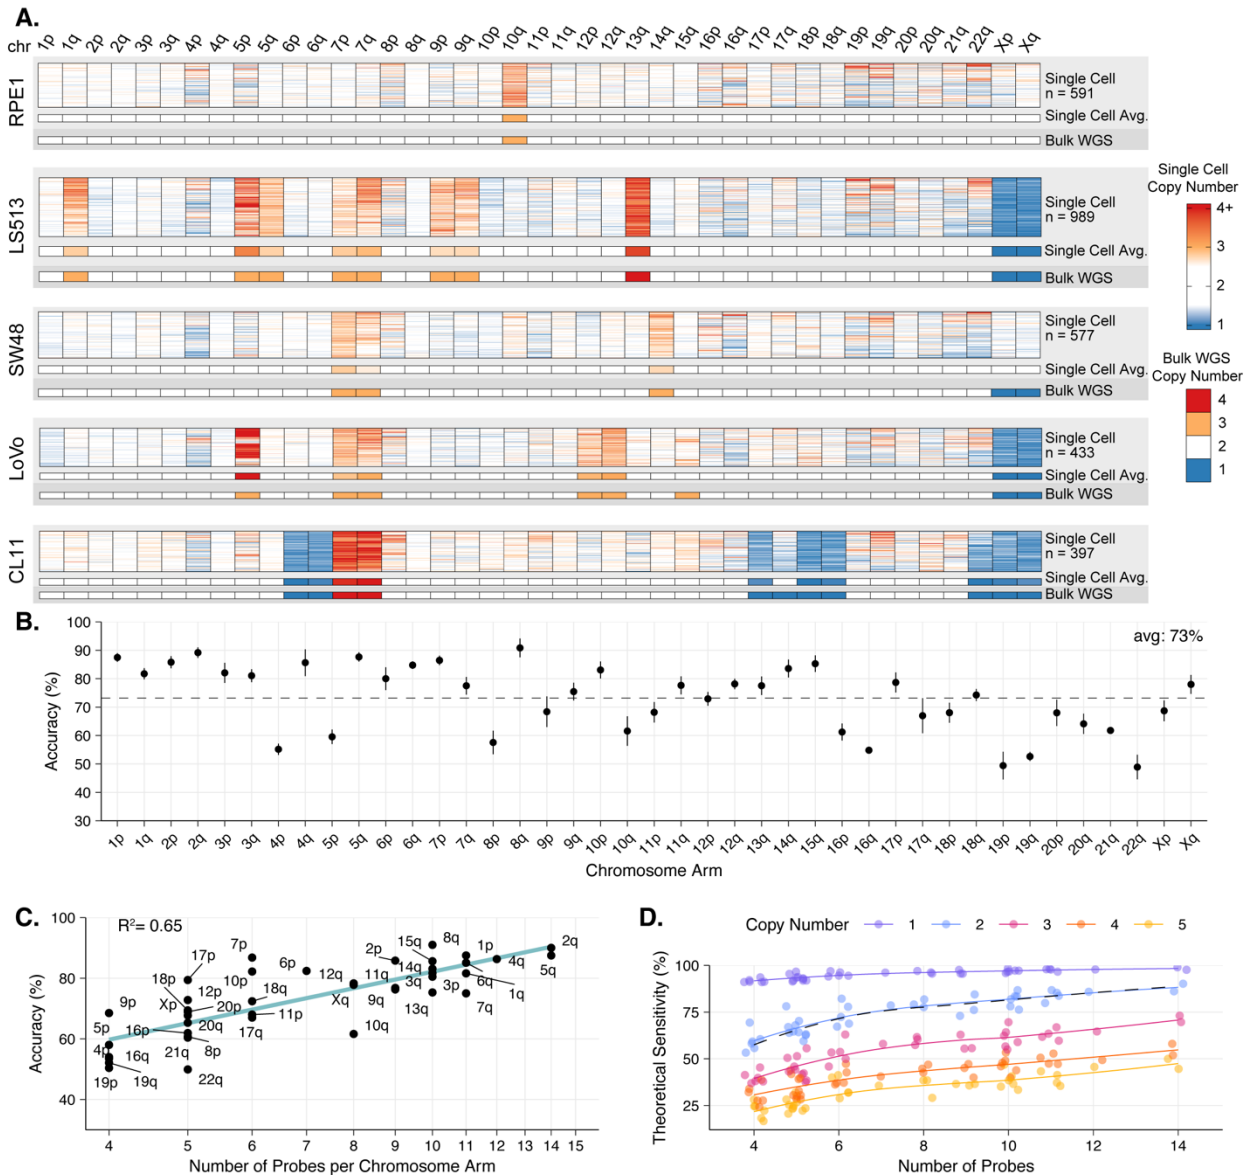 A.
chr 1p 1q 2p 2q 3p 3q 4p 4q 5p 5q 6p 6q 7p 7q 8p 8q 9p 9q 10p 10q 11p 11q 12p 12q 13q 14q 15q 16p 16q 17p 17q 18p 18q 19p 19q 20p 20q 21q 22q Xp Xq
RPE1
Single Cell
n = 591
Single Cell Avg.
Bulk WGS
LS513
Single Cell
n = 989
Single Cell Avg.
Bulk WGS
SW48
Single Cell
n = 577
Single Cell Avg.
Bulk WGS
LoVo
Single Cell
n = 433
Single Cell Avg.
Bulk WGS
CL11
Single Cell
n = 397
Single Cell Avg.
Bulk WGS
Single Cell
Copy Number
4+
3
2
1
Bulk WGS
Copy Number
4
3
2
1
B.
avg: 73%
Accuracy (%)
100
90
80
70
60
50
40
30
1p 1q 2p 2q 3p 3q 4p 4q 5p 5q 6p 6q 7p 7q 8p 8q 9p 9q 10p 10q 11p 11q 12p 12q 13q 14q 15q 16p 16q 17p 17q 18p 18q 19p 19q 20p 20q 21q 22q Xp Xq
Chromosome Arm
C.
R²= 0.65
Accuracy (%)
100
80
60
40
9p
5p
4p
16q
19p
19q
17p
18p
12p
Xp
20p
16p
20q
21q
8p
22q
7p
10p
18q
11p
17q
6p
12q
Xq
10q
2p
11q
9q
15q
14q
3q
13q
8q
3p
6q
7q
1p
1q
4q
2q
5q
4 5 6 7 8 9 10 11 12 13 14 15
Number of Probes per Chromosome Arm
D.
Copy Number 1 2 3 4 5
Theoretical Sensitivity (%)
100
75
50
25
4 6 8 10 12 14
Number of Probes